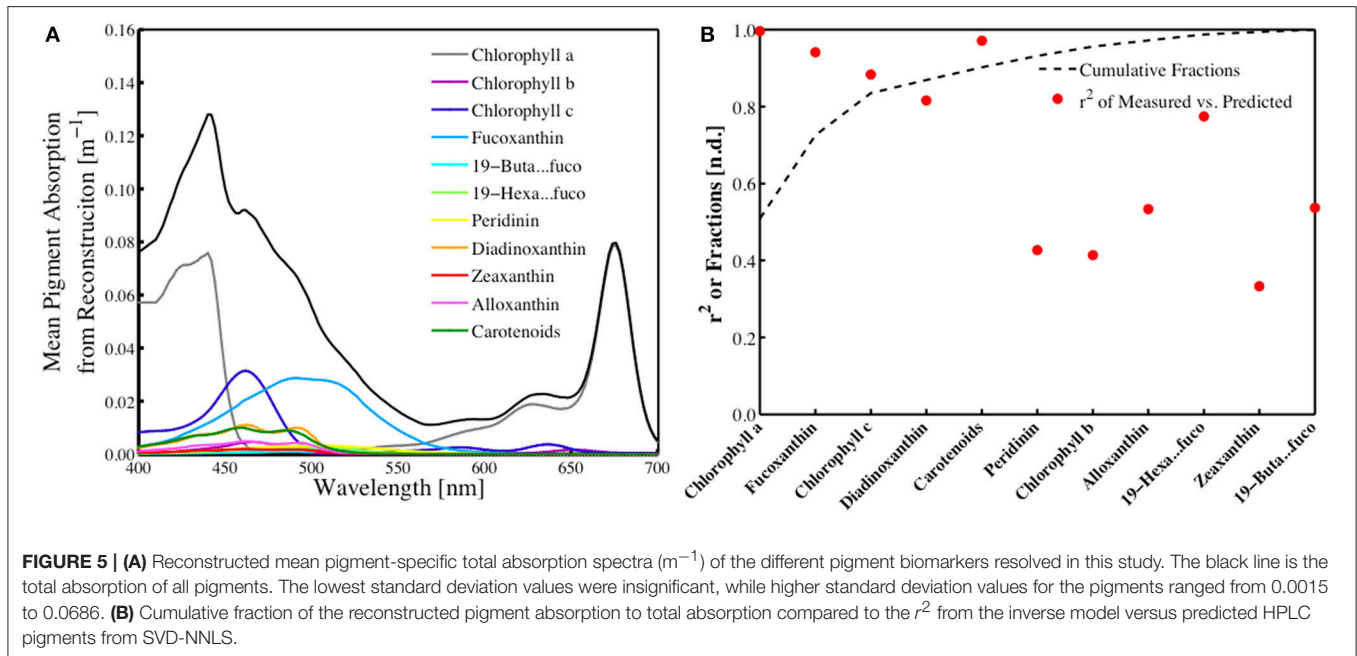 A
0.16
0.14
0.12
0.10
0.08
0.06
0.04
0.02
0.00
400
450
500
550
600
650
700
Mean Pigment Absorption
from Reconstruciton [m⁻¹]
Wavelength [nm]
Chlorophyll a
Chlorophyll b
Chlorophyll c
Fucoxanthin
19−Buta...fuco
19−Hexa...fuco
Peridinin
Diadinoxanthin
Zeaxanthin
Alloxanthin
Carotenoids
B
1.0
0.8
0.6
0.4
0.2
0.0
r² or Fractions [n.d.]
Cumulative Fractions
r² of Measured vs. Predicted
Chlorophyll a
Fucoxanthin
Chlorophyll c
Diadinoxanthin
Carotenoids
Peridinin
Chlorophyll b
Alloxanthin
19−Hexa...fuco
Zeaxanthin
19−Buta...fuco
FIGURE 5 | (A) Reconstructed mean pigment-specific total absorption spectra (m⁻¹) of the different pigment biomarkers resolved in this study. The black line is the
total absorption of all pigments. The lowest standard deviation values were insignificant, while higher standard deviation values for the pigments ranged from 0.0015
to 0.0686. (B) Cumulative fraction of the reconstructed pigment absorption to total absorption compared to the r² from the inverse model versus predicted HPLC
pigments from SVD-NNLS.